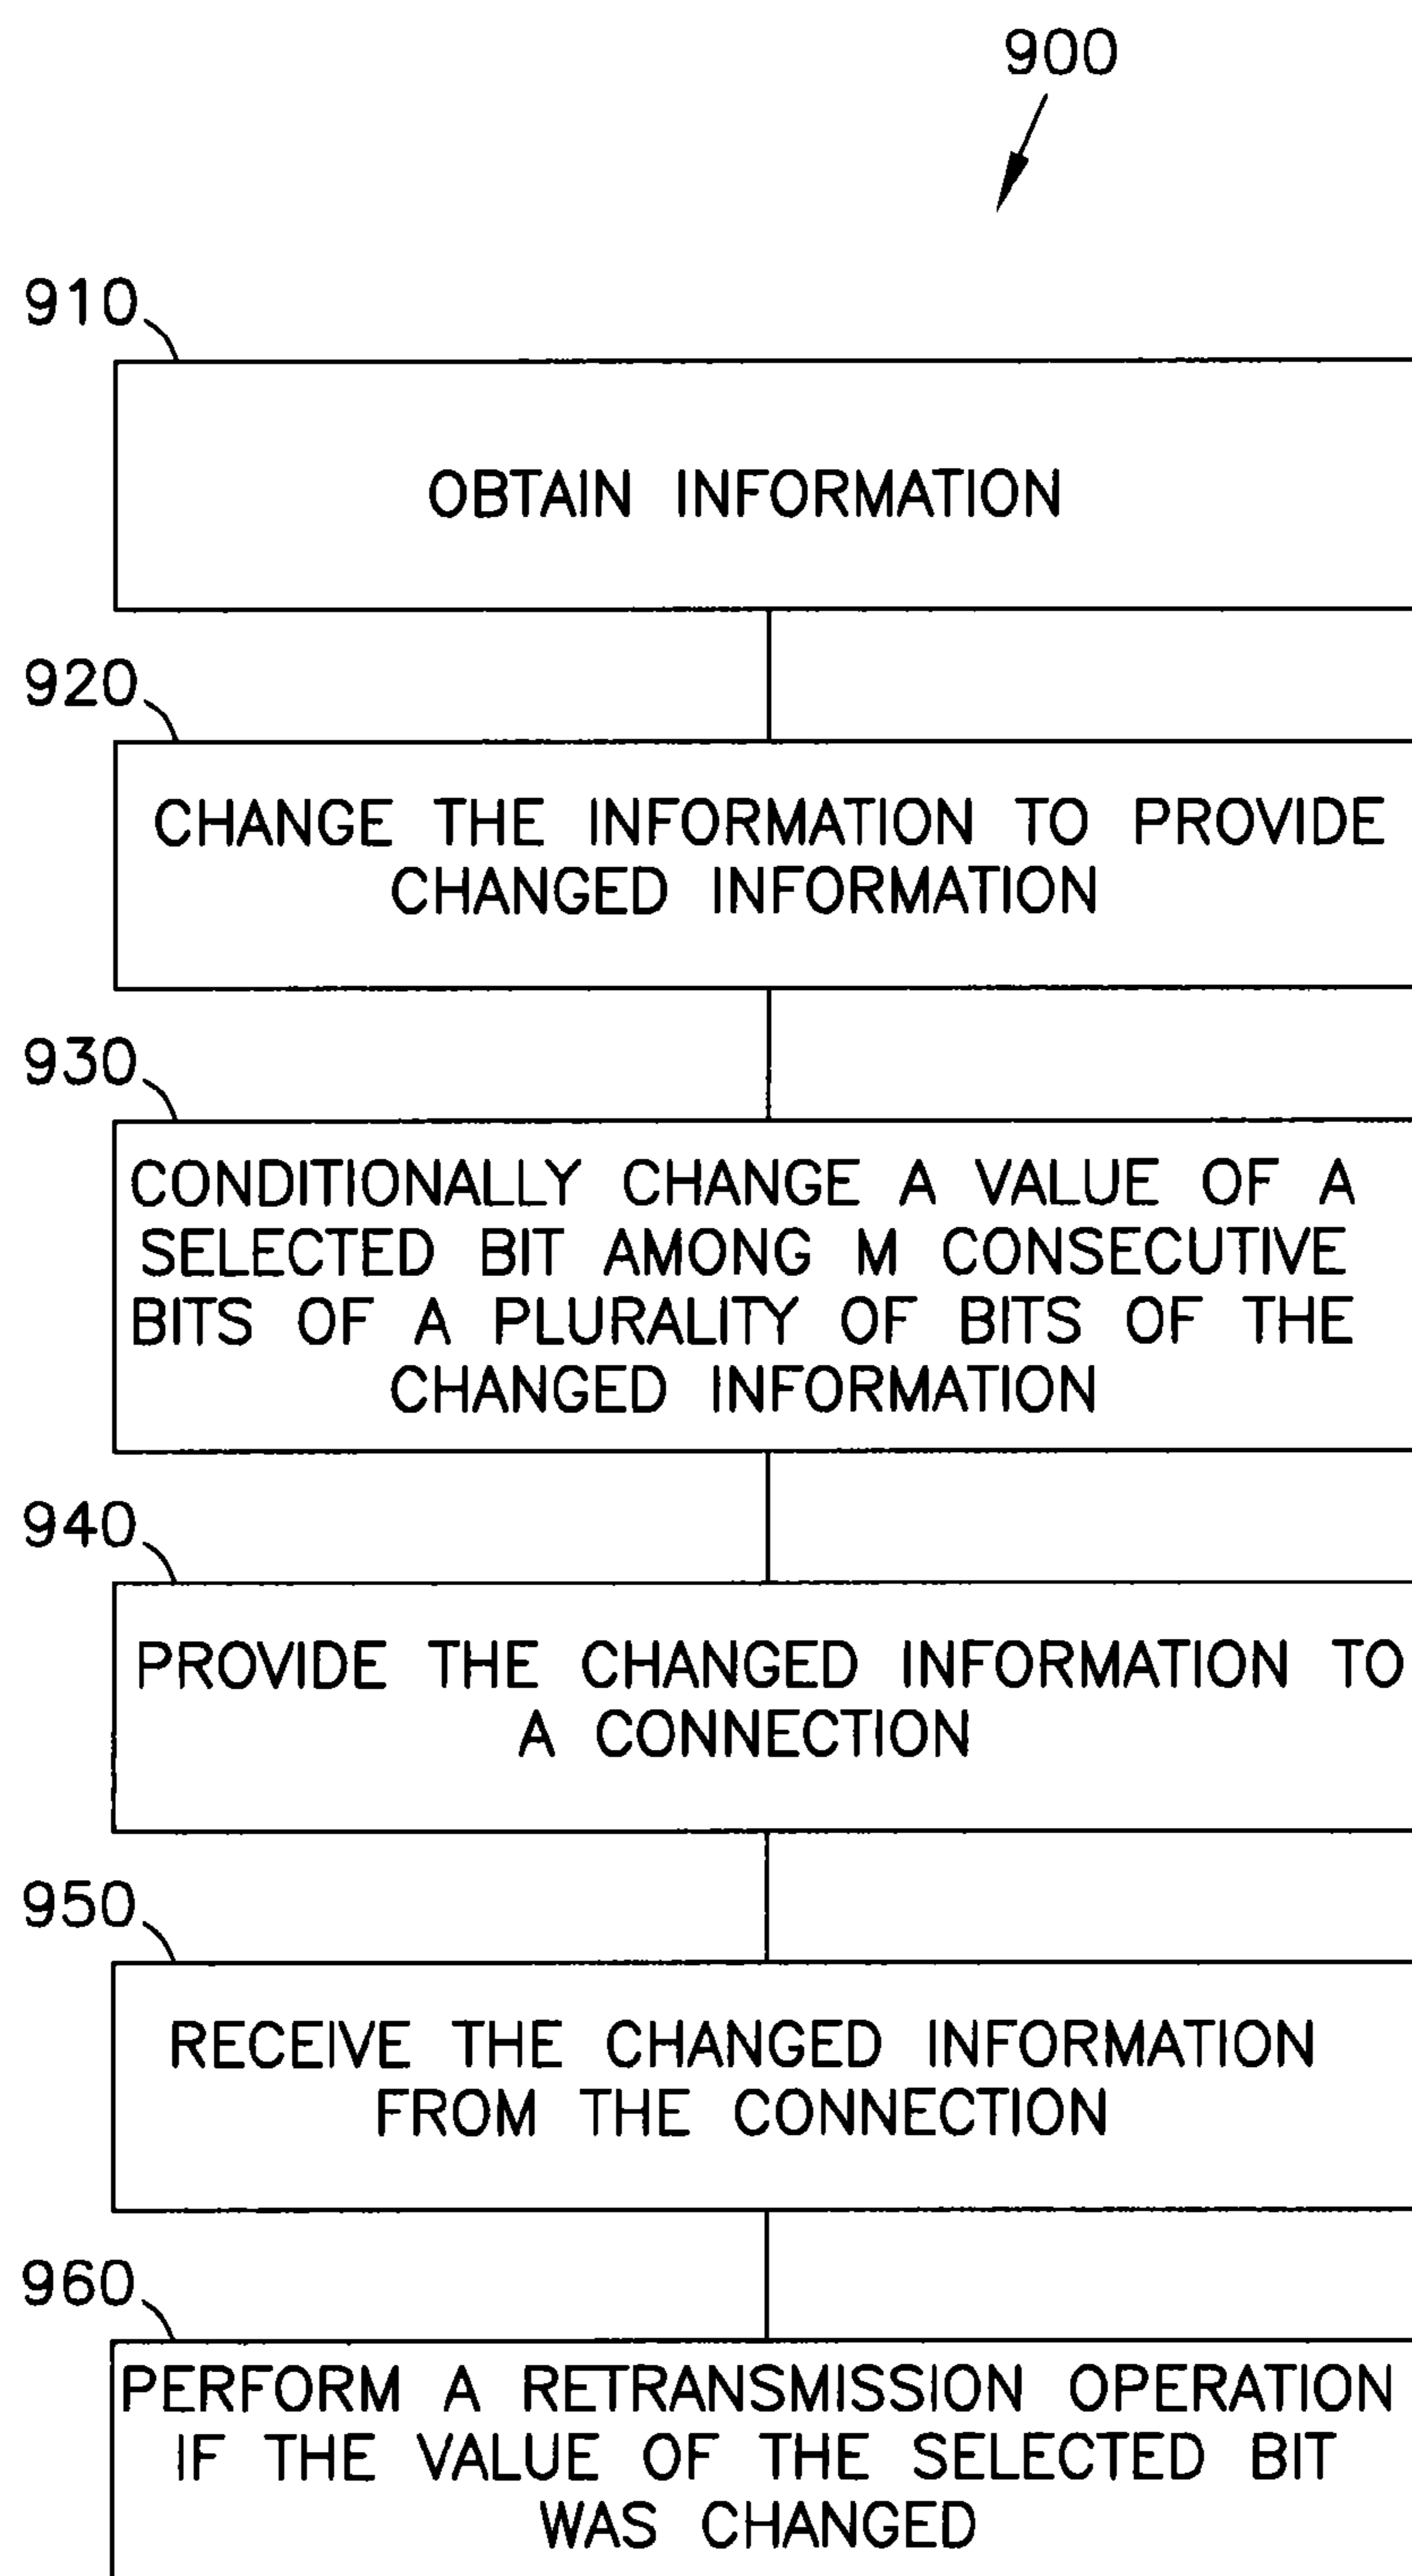 900
910
OBTAIN INFORMATION
920
CHANGE THE INFORMATION TO PROVIDE
CHANGED INFORMATION
930
CONDITIONALLY CHANGE A VALUE OF A
SELECTED BIT AMONG M CONSECUTIVE
BITS OF A PLURALITY OF BITS OF THE
CHANGED INFORMATION
940
PROVIDE THE CHANGED INFORMATION TO
A CONNECTION
950
RECEIVE THE CHANGED INFORMATION
FROM THE CONNECTION
960
PERFORM A RETRANSMISSION OPERATION
IF THE VALUE OF THE SELECTED BIT
WAS CHANGED